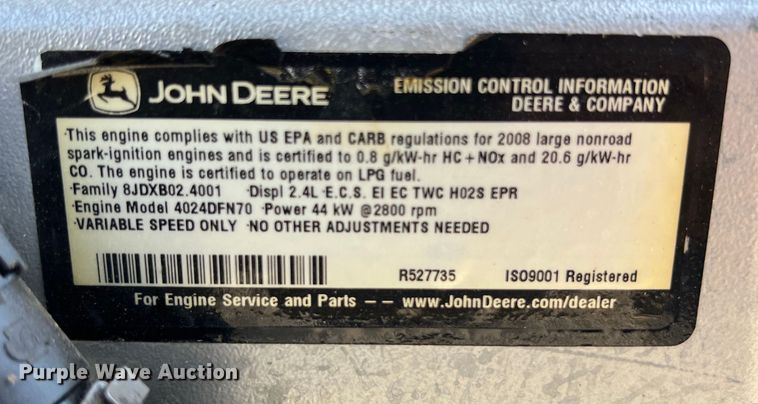 JOHN DEERE
EMISSION CONTROL INFORMATION
DEERE & COMPANY
·This engine complies with US EPA and CARB regulations for 2008 large nonroad
spark-ignition engines and is certified to 0.8 g/kW-hr HC + NOx and 20.6 g/kW-hr
CO. The engine is certified to operate on LPG fuel.
·Family 8JDXB02.4001 ·Displ 2.4L ·E.C.S. EI EC TWC H02S EPR
·Engine Model 4024DFN70 ·Power 44 kW @2800 rpm
·VARIABLE SPEED ONLY ·NO OTHER ADJUSTMENTS NEEDED
R527735 ISO9001 Registered
For Engine Service and Parts – – www.JohnDeere.com/dealer
Purple Wave Auction